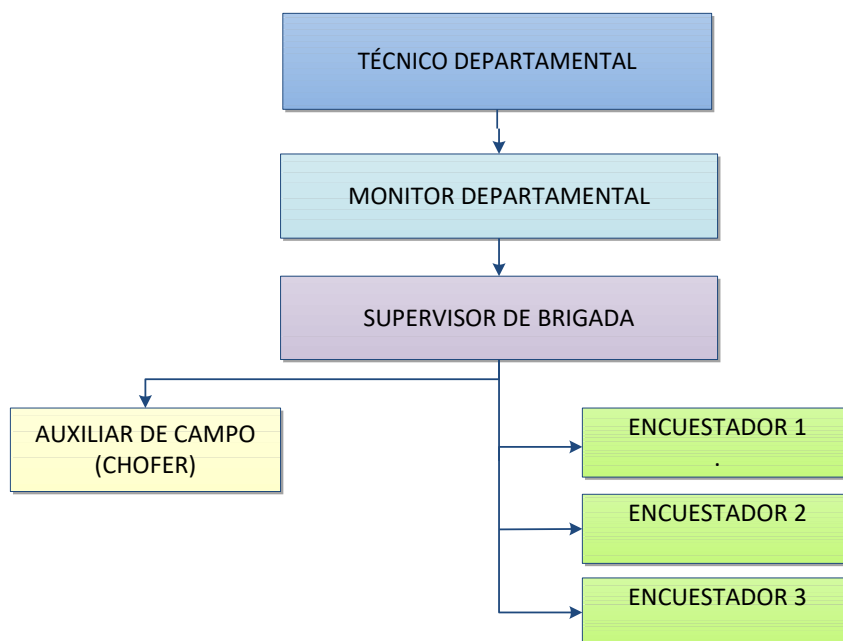 TÉCNICO DEPARTAMENTAL
MONITOR DEPARTAMENTAL
SUPERVISOR DE BRIGADA
AUXILIAR DE CAMPO
(CHOFER)
ENCUESTADOR 1
.
ENCUESTADOR 2
ENCUESTADOR 3